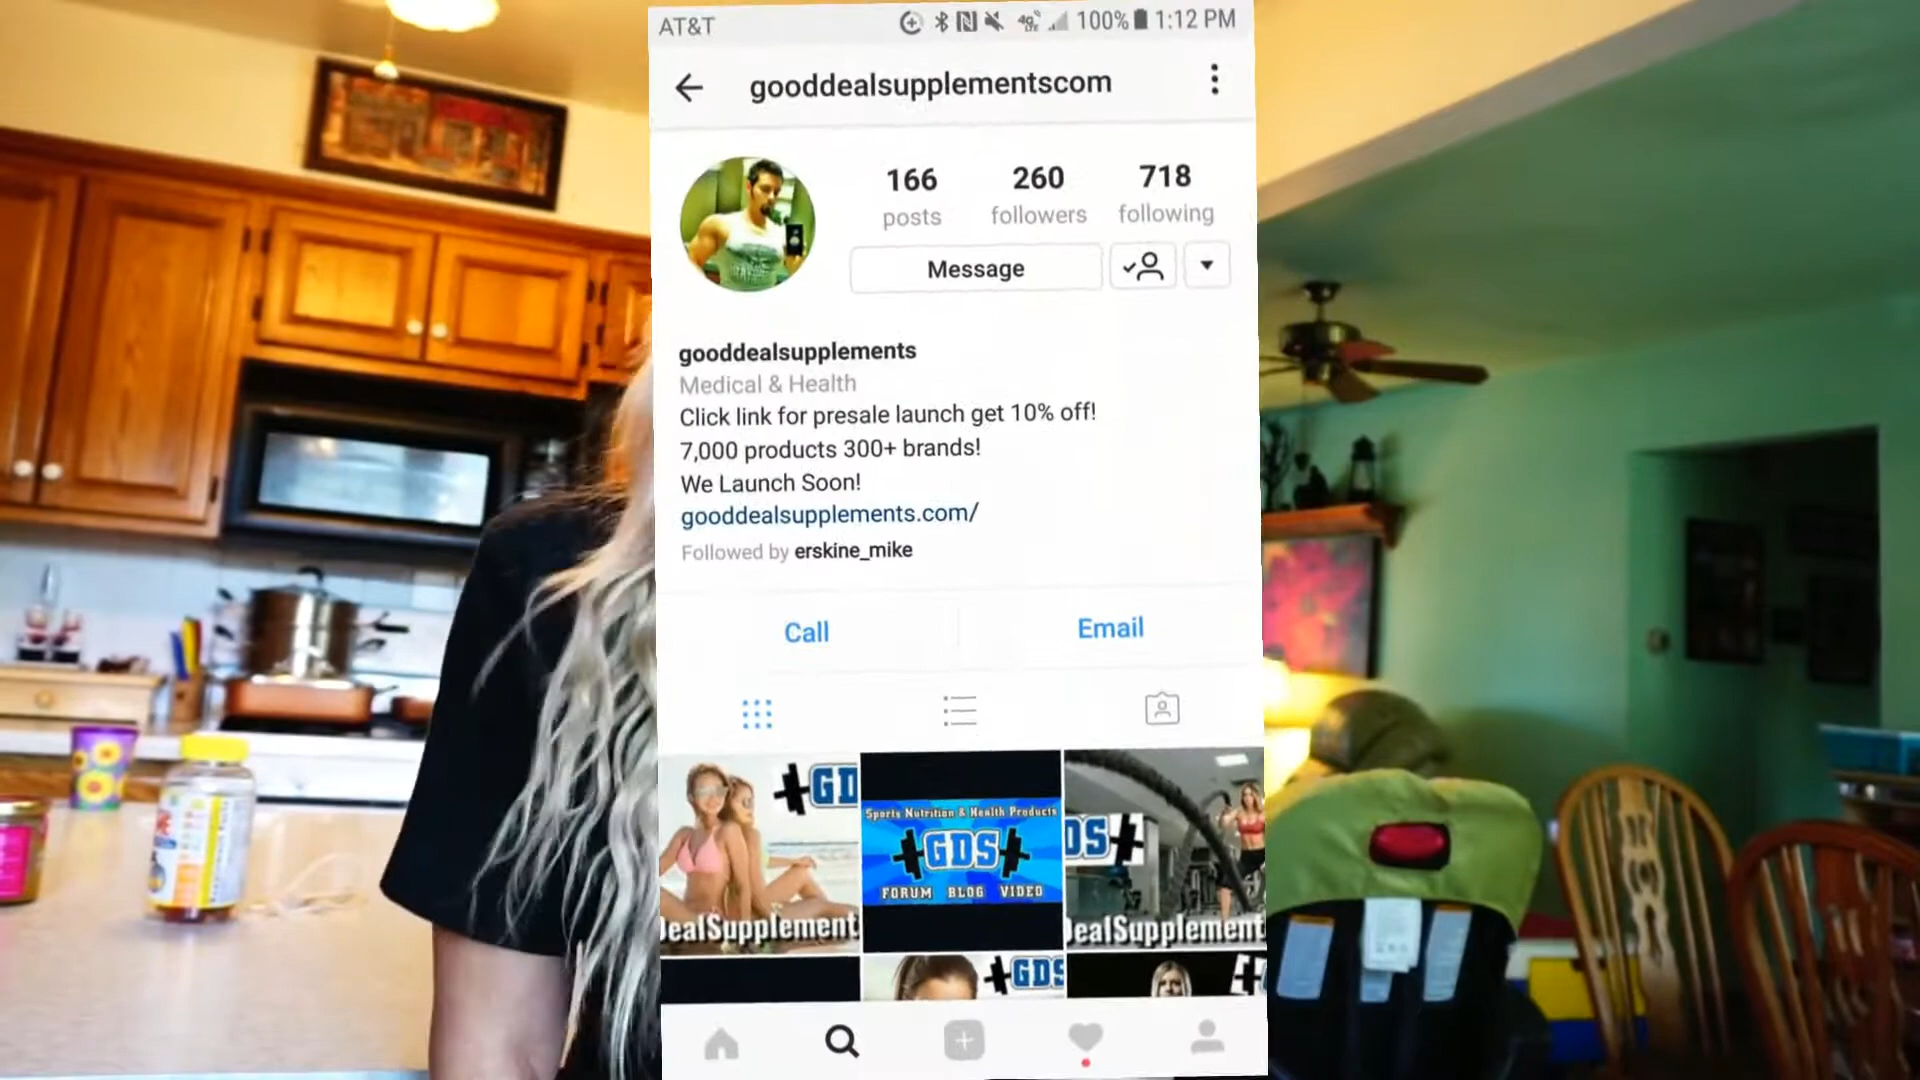 AT&T 100% 1:12 PM
gooddealsupplementscom
166 260 718
posts followers following
Message
gooddealsupplements
Medical & Health
Click link for presale launch get 10% off!
7,000 products 300+ brands!
We Launch Soon!
gooddealsupplements.com/
Followed by erskine_mike
Call Email
GD
Sports Nutrition & Health Products
GDS
FORUM BLOG VIDEO
DS
ealSupplement
ealSupplement
GDS